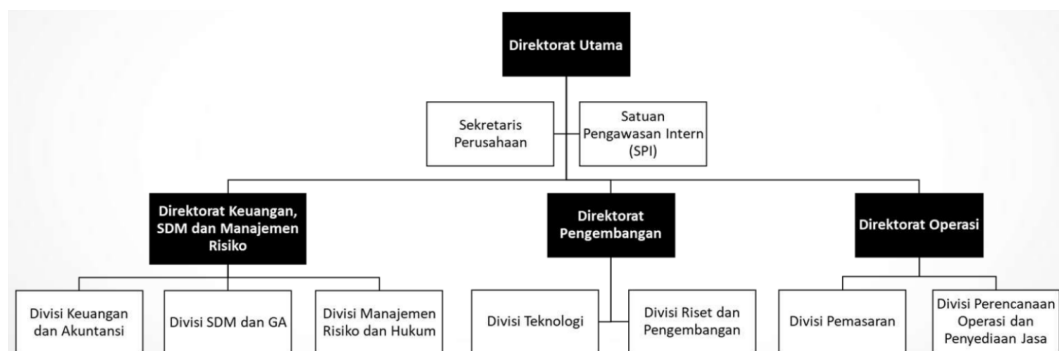 Direktorat Utama
Sekretaris
Perusahaan
Satuan
Pengawasan Intern
(SPI)
Direktorat Keuangan,
SDM dan Manajemen
Risiko
Direktorat
Pengembangan
Direktorat Operasi
Divisi Keuangan
dan Akuntansi
Divisi SDM dan GA
Divisi Manajemen
Risiko dan Hukum
Divisi Teknologi
Divisi Riset dan
Pengembangan
Divisi Pemasaran
Divisi Perencanaan
Operasi dan
Penyediaan Jasa